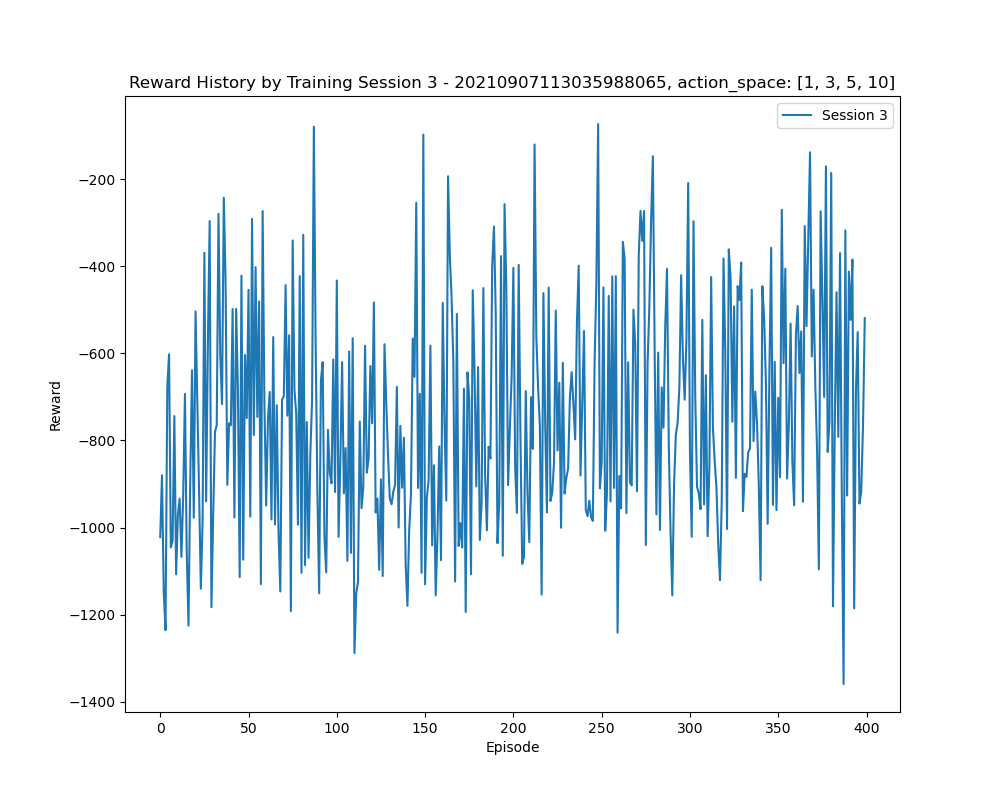 Reward History by Training Session 3 - 20210907113035988065, action_space: [1, 3, 5, 10]
Session 3
−200
−400
−600
−800
−1000
−1200
−1400
Reward
0 50 100 150 200 250 300 350 400
Episode